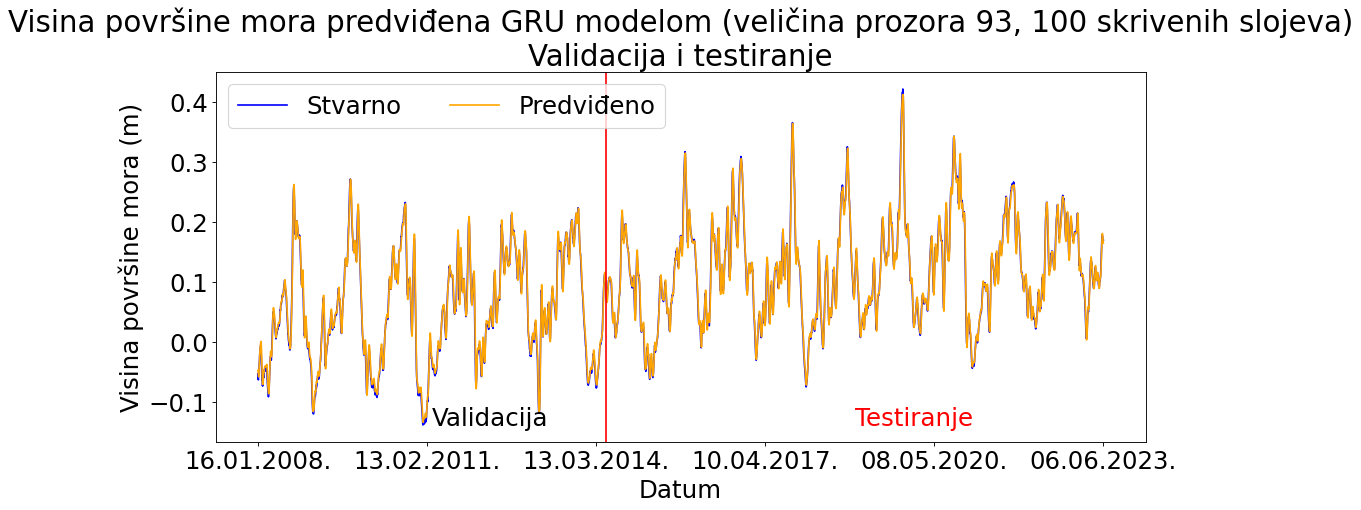 Visina površine mora predviđena GRU modelom (veličina prozora 93, 100 skrivenih slojeva)
Validacija i testiranje
Stvarno
Predviđeno
Visina površine mora (m)
0.4
0.3
0.2
0.1
0.0
−0.1
Validacija
Testiranje
16.01.2008.
13.02.2011.
13.03.2014.
10.04.2017.
08.05.2020.
06.06.2023.
Datum